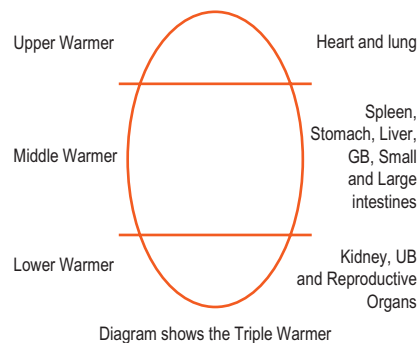 Upper Warmer
Heart and lung
Middle Warmer
Spleen,
Stomach, Liver,
GB, Small
and Large
intestines
Lower Warmer
Kidney, UB
and Reproductive
Organs
Diagram shows the Triple Warmer